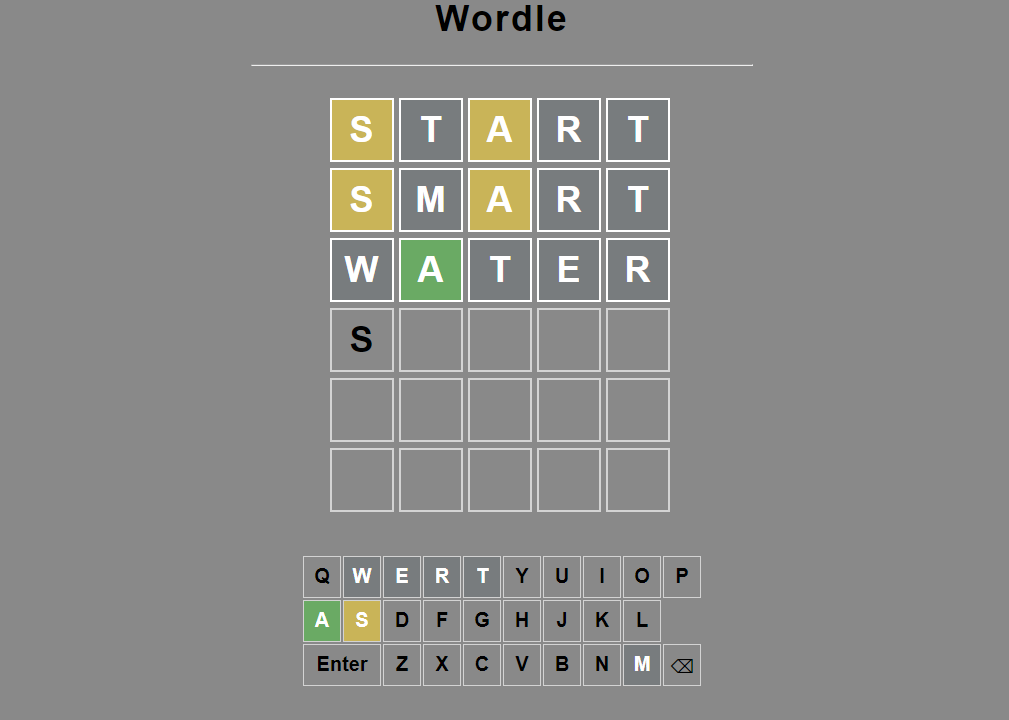 Wordle
S T A R T
S M A R T
W A T E R
S
Q W E R T Y U I O P
A S D F G H J K L
Enter Z X C V B N M ⌫